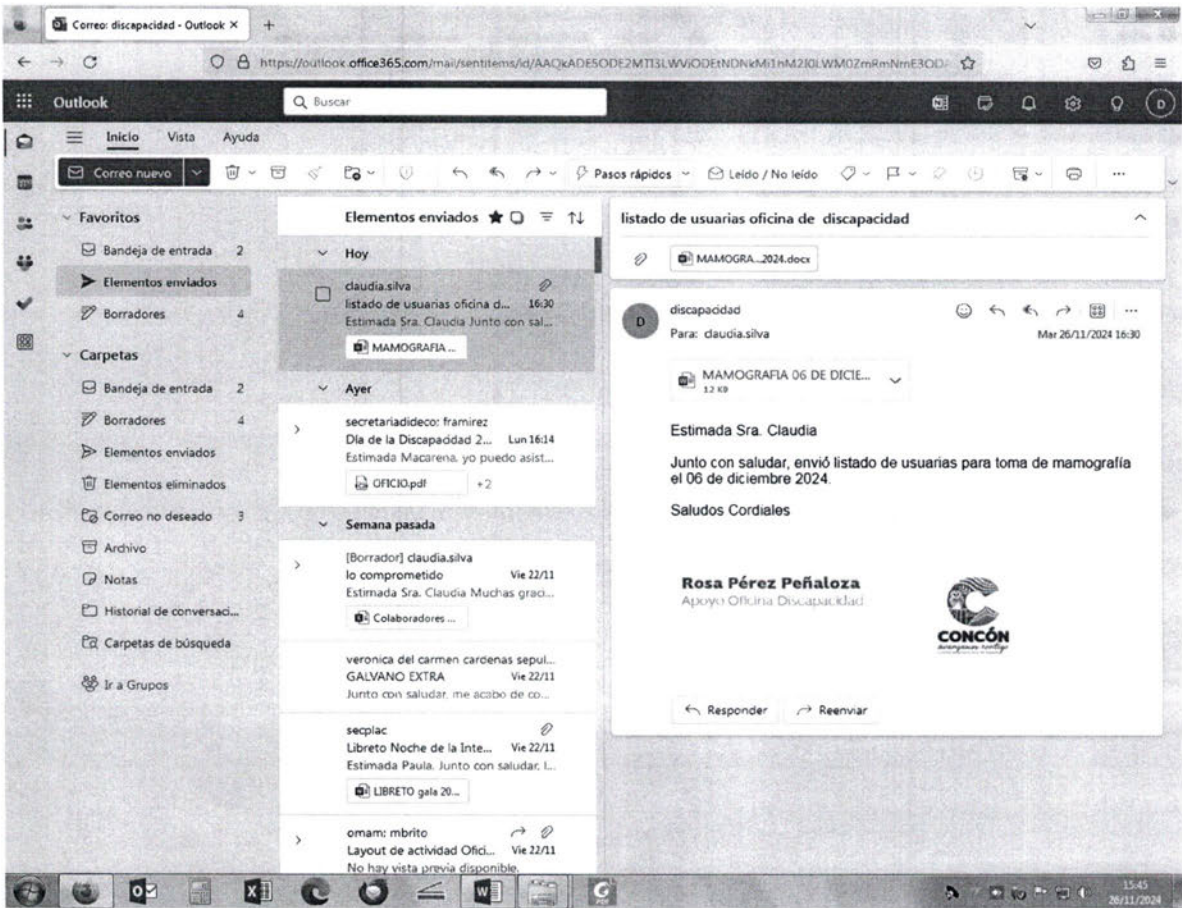 Correo: discapacidad - Outlook
https://outlook.office365.com/mail/sentitems/id/
Outlook
Buscar
D
Inicio Vista Ayuda
Correo nuevo
Pasos rápidos
Leído / No leído
Favoritos
Bandeja de entrada 2
Elementos enviados
Borradores 4
Carpetas
Bandeja de entrada 2
Borradores 4
Elementos enviados
Elementos eliminados
Correo no deseado 3
Archivo
Notas
Historial de conversaci...
Carpetas de búsqueda
Ir a Grupos
Elementos enviados
Hoy
claudia.silva
listado de usuarias oficina d... 16:30
Estimada Sra. Claudia Junto con sal...
MAMOGRAFIA ...
Ayer
secretariadideco; framirez
Día de la Discapacidad 2... Lun 16:14
Estimada Macarena, yo puedo asist...
OFICIO.pdf +2
Semana pasada
[Borrador] claudia.silva
lo comprometido Vie 22/11
Estimada Sra. Claudia Muchas graci...
Colaboradores ...
veronica del carmen cardenas sepul...
GALVANO EXTRA Vie 22/11
Junto con saludar, me acabo de co...
secplac
Libreto Noche de la Inte... Vie 22/11
Estimada Paula. Junto con saludar, l...
LIBRETO gala 20...
omam; mbrito
Layout de actividad Ofici... Vie 22/11
No hay vista previa disponible.
listado de usuarias oficina de discapacidad
MAMOGRA...2024.docx
D
discapacidad
Para: claudia.silva
Mar 26/11/2024 16:30
MAMOGRAFIA 06 DE DICIE...
12 KB
Estimada Sra. Claudia
Junto con saludar, envió listado de usuarias para toma de mamografía
el 06 de diciembre 2024.
Saludos Cordiales
Rosa Pérez Peñaloza
Apoyo Oficina Discapacidad
CONCÓN
Responder
Reenviar
15:45
26/11/2024